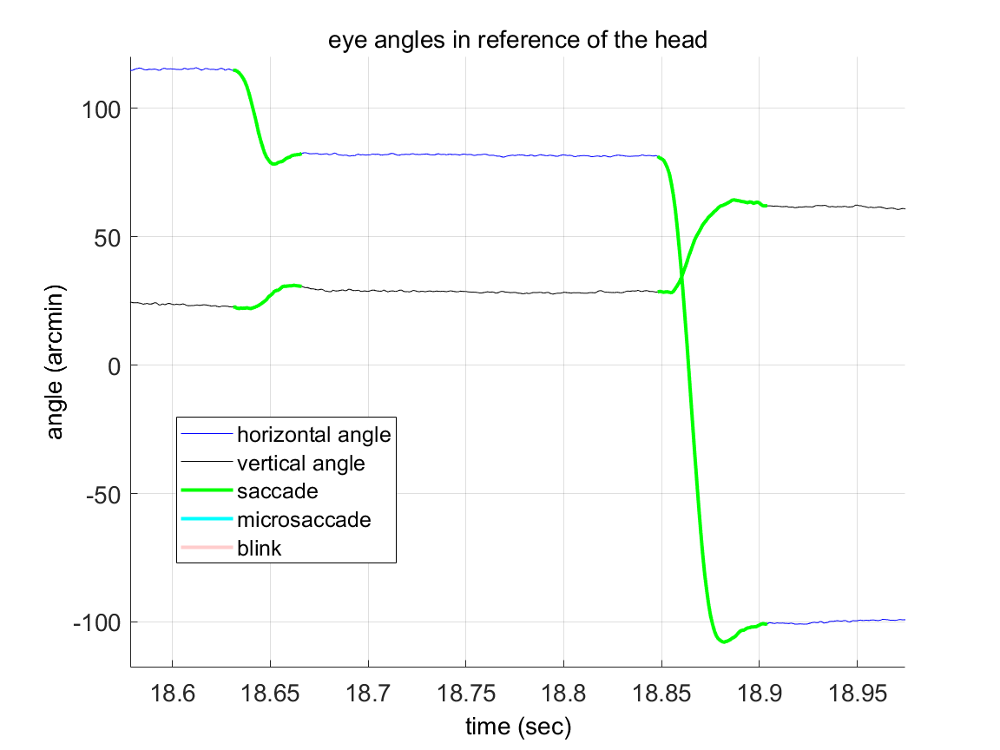 eye angles in reference of the head
100
50
0
-50
-100
angle (arcmin)
horizontal angle
vertical angle
saccade
microsaccade
blink
18.6 18.65 18.7 18.75 18.8 18.85 18.9 18.95
time (sec)